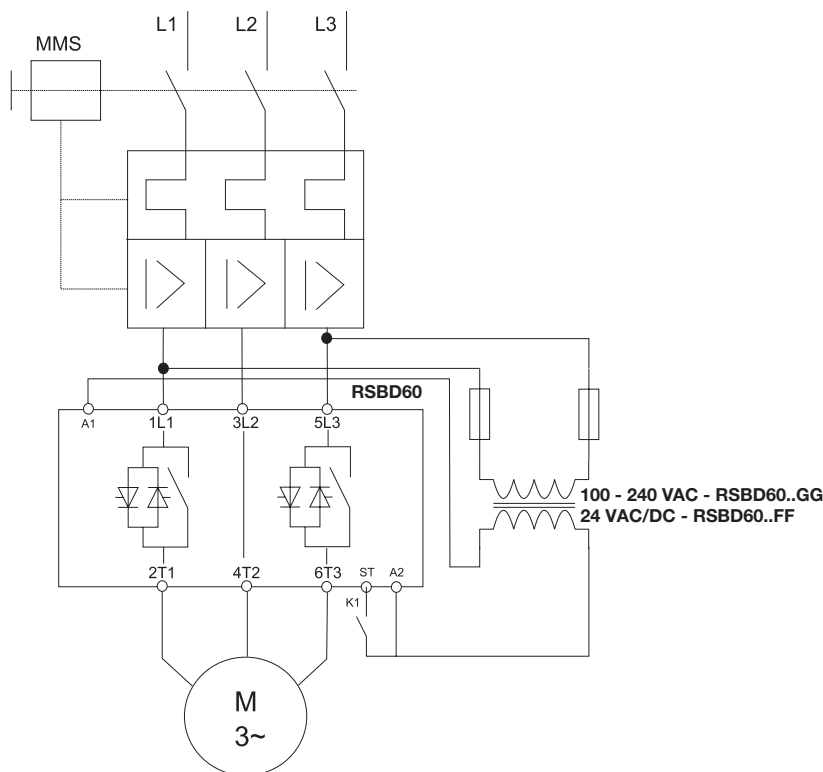 L1 L2 L3
MMS
RSBD60
A1 1L1 3L2 5L3
100 - 240 VAC - RSBD60..GG
24 VAC/DC - RSBD60..FF
2T1 4T2 6T3 ST A2
K1
M
3~